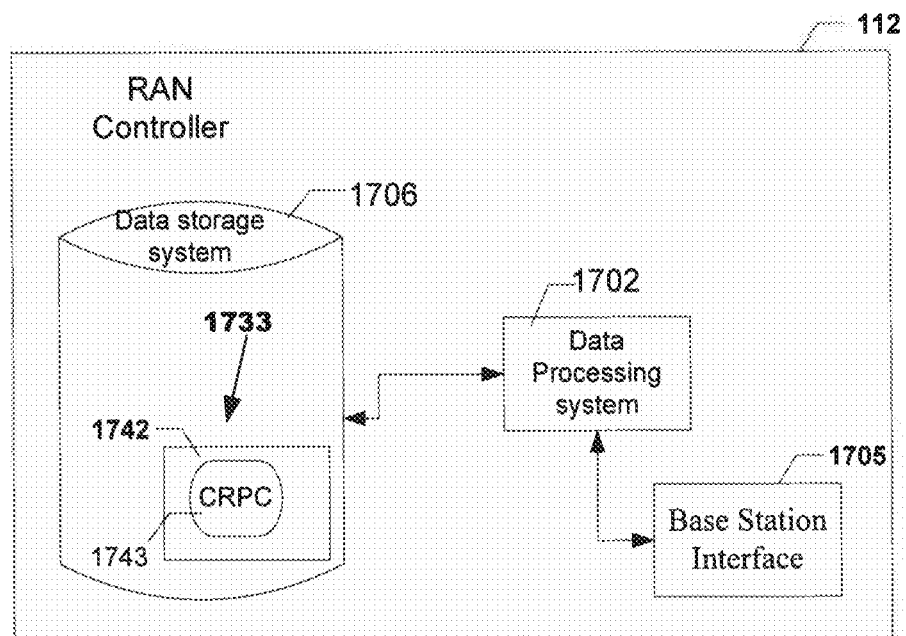 112
RAN
Controller
1706
Data storage
system
1702
1733
Data
Processing
system
1742
1705
CRPC
Base Station
Interface
1743